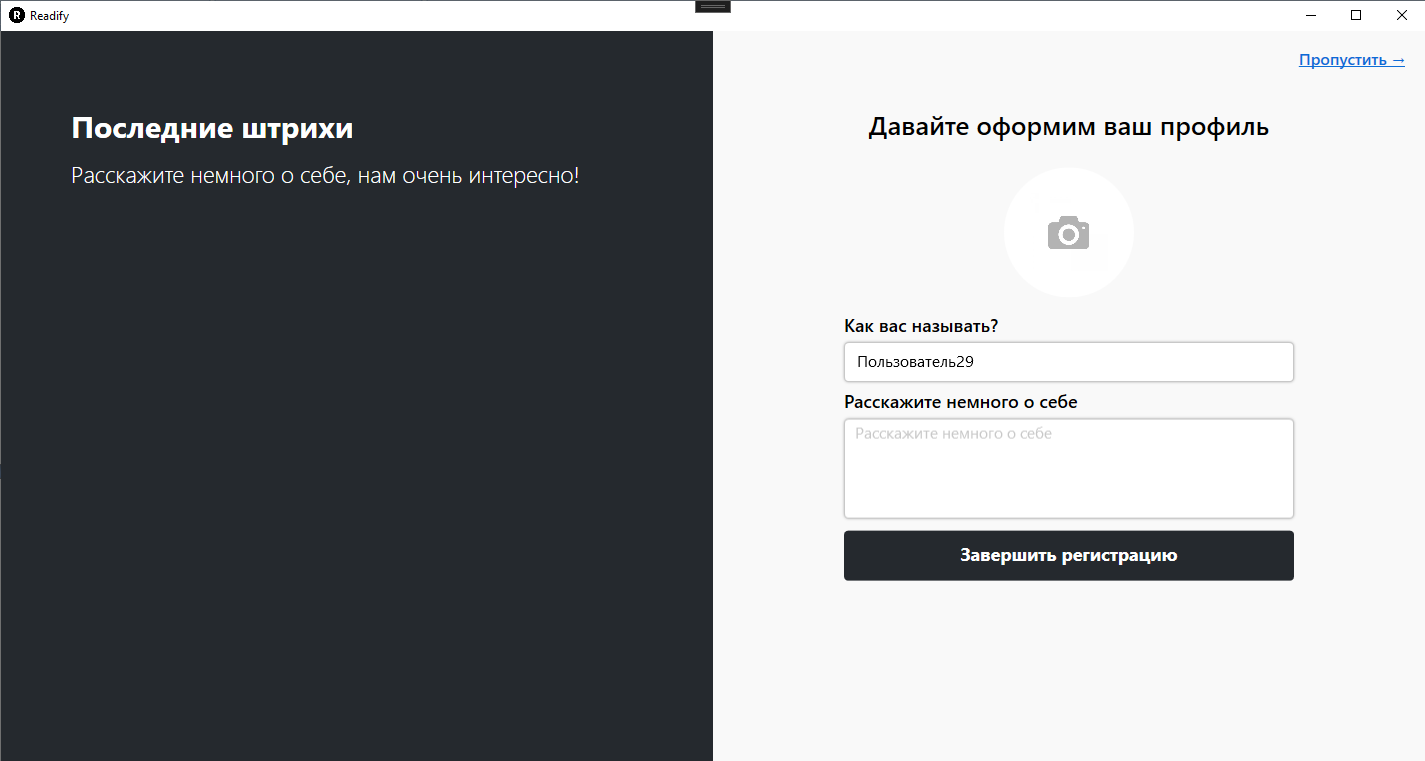 Readify
Пропустить →
Последние штрихи
Расскажите немного о себе, нам очень интересно!
Давайте оформим ваш профиль
Как вас называть?
Пользователь29
Расскажите немного о себе
Расскажите немного о себе
Завершить регистрацию